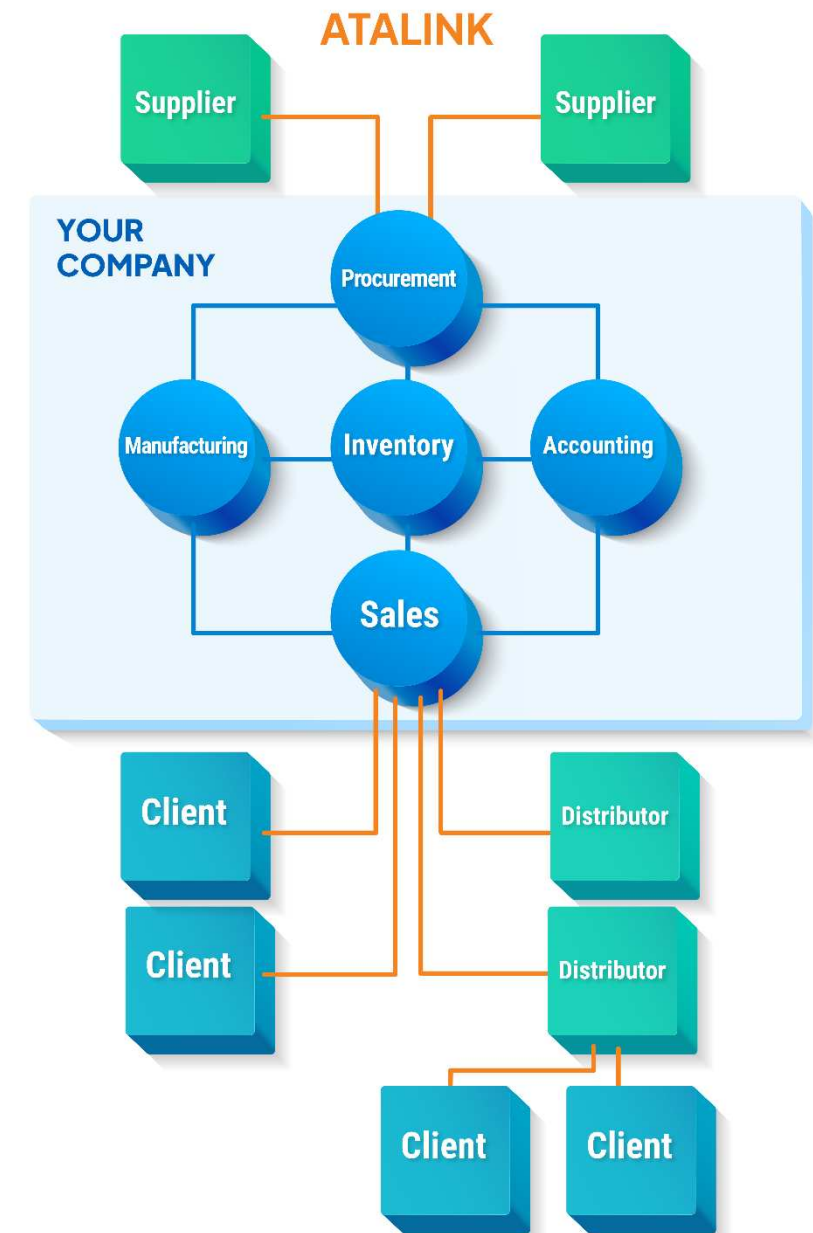 ATALINK
Supplier
Supplier
YOUR
COMPANY
Procurement
Manufacturing
Inventory
Accounting
Sales
Client
Distributor
Client
Distributor
Client
Client